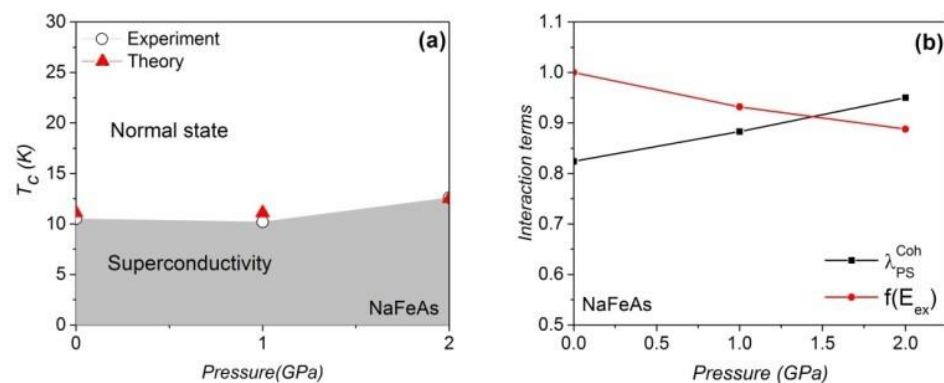 (a)
Experiment
Theory
Normal state
Superconductivity
NaFeAs
T_c (K)
30
25
20
15
10
5
0
0
1
2
Pressure(GPa)
(b)
Interaction terms
1.1
1.0
0.9
0.8
0.7
0.6
0.5
λ_PS^Coh
f(E_ex)
NaFeAs
0.0
0.5
1.0
1.5
2.0
2.5
Pressure (GPa)